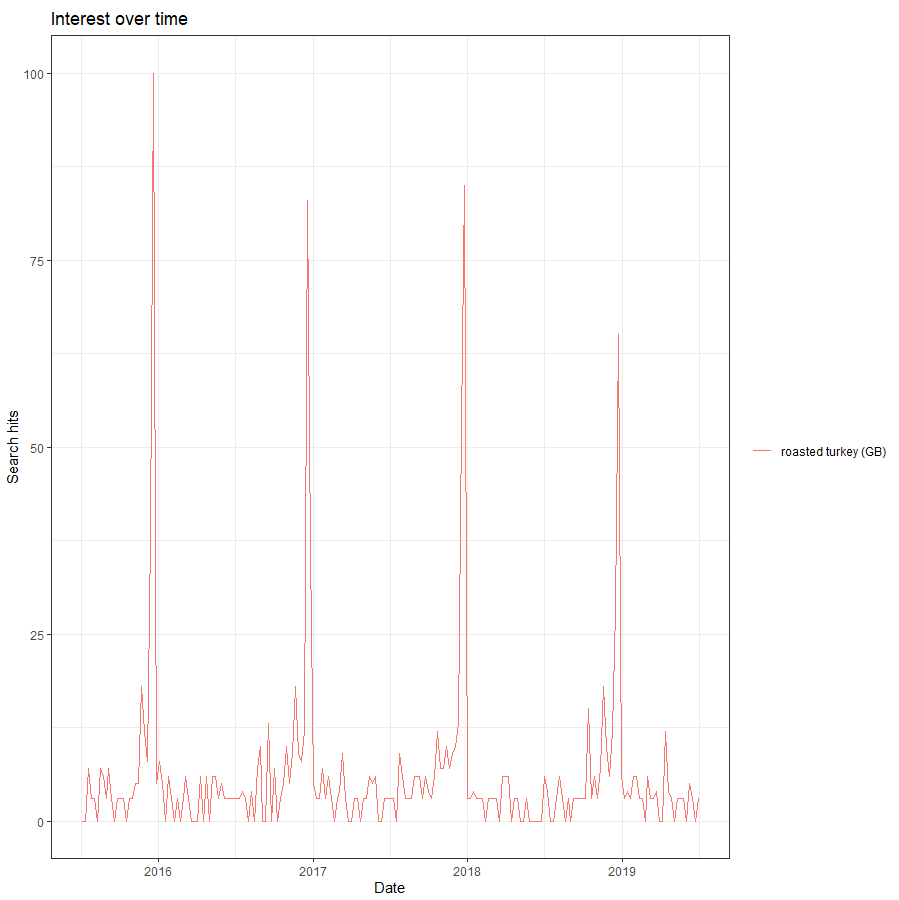 Interest over time
100
75
50
25
0
Search hits
2016
2017
2018
2019
Date
roasted turkey (GB)